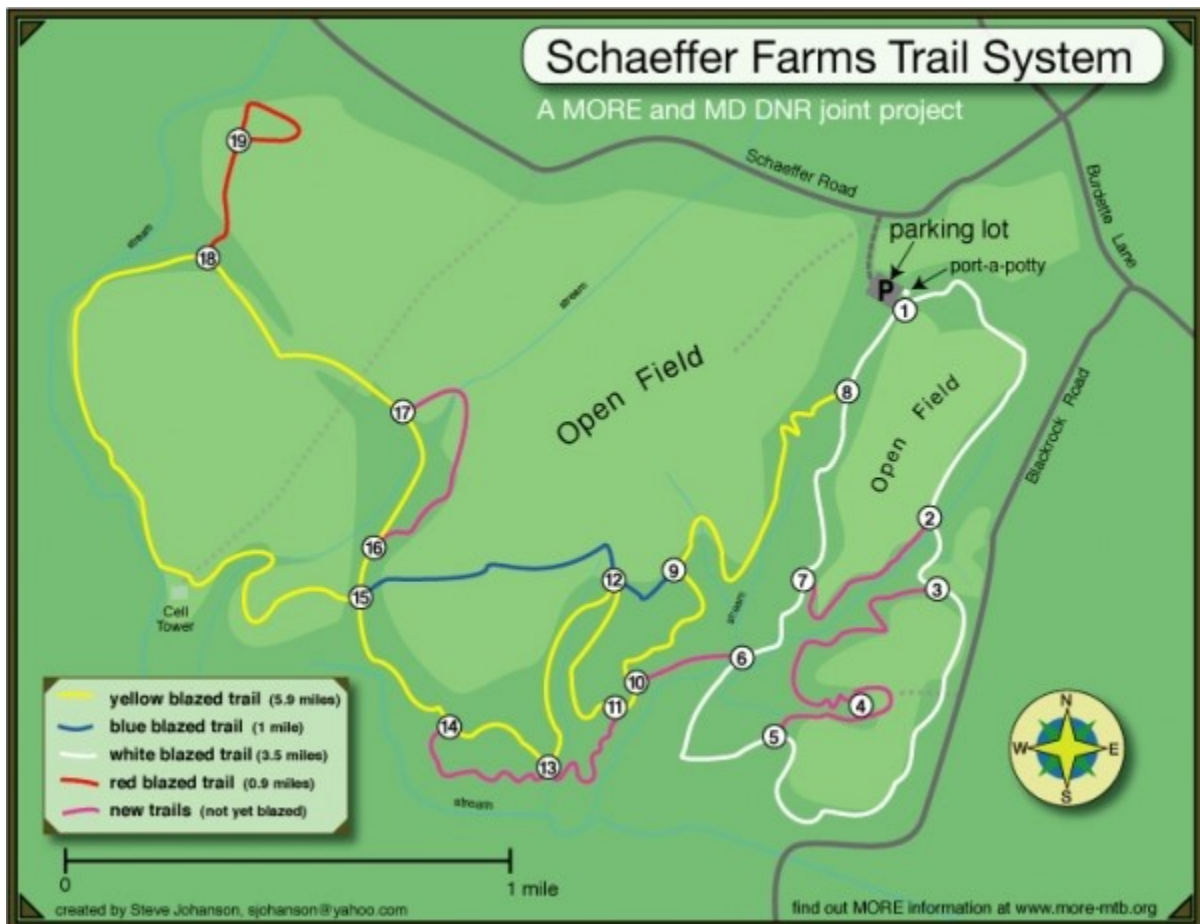 Schaeffer Farms Trail System
A MORE and MD DNR joint project
Schaeffer Road
Burdette Lane
parking lot
port-a-potty
P
stream
stream
Open Field
Open Field
Blackrock Road
stream
stream
Cell
Tower
1
2
3
4
5
6
7
8
9
10
11
12
13
14
15
16
17
18
19
yellow blazed trail (5.9 miles)
blue blazed trail (1 mile)
white blazed trail (3.5 miles)
red blazed trail (0.9 miles)
new trails (not yet blazed)
N
W E
S
0 1 mile
created by Steve Johanson, sjohanson@yahoo.com
find out MORE information at www.more-mtb.org